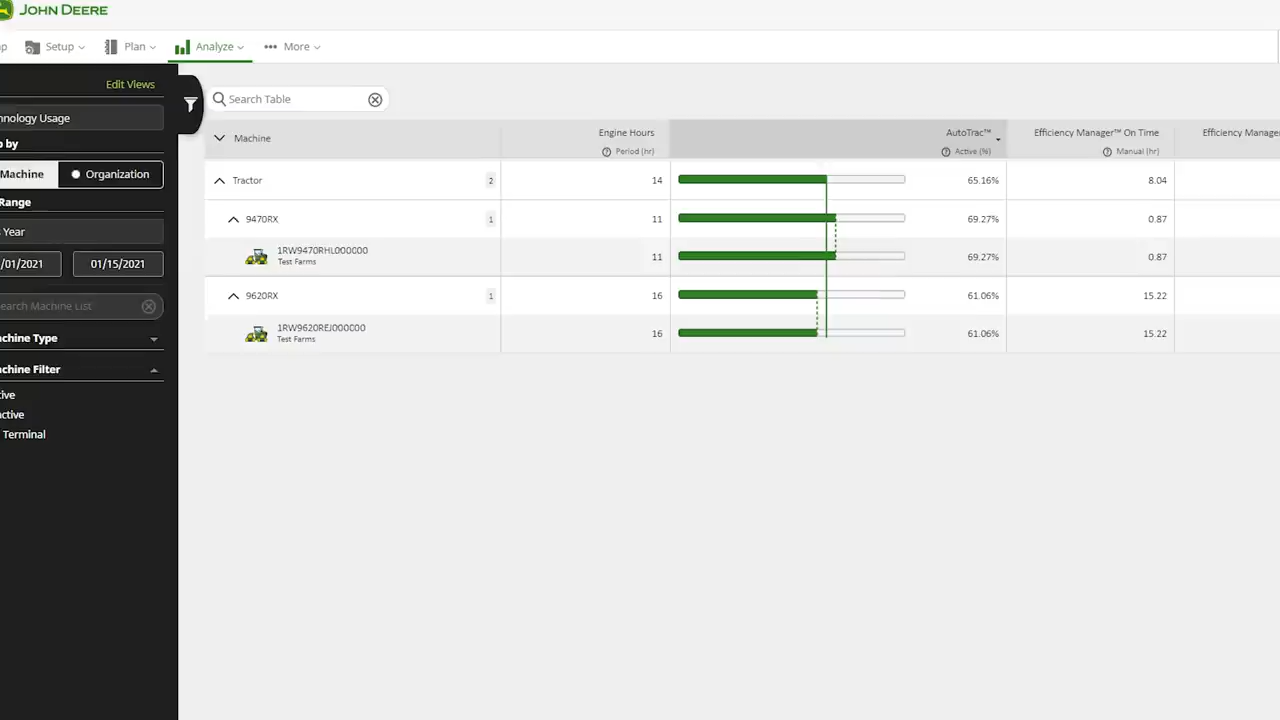 JOHN DEERE
Setup
Plan
Analyze
More
Edit Views
Search Table
nology Usage
p by
Machine
Organization
Range
Year
/01/2021
01/15/2021
earch Machine List
chine Type
chine Filter
ive
active
Terminal
Machine
Engine Hours
Period (hr)
AutoTrac™
Active (%)
Efficiency Manager™ On Time
Manual (hr)
Efficiency Manage
Tractor 2 14 65.16% 8.04
9470RX 1 11 69.27% 0.87
1RW9470RHL000000 11 69.27% 0.87
Test Farms
9620RX 1 16 61.06% 15.22
1RW9620REJ000000 16 61.06% 15.22
Test Farms